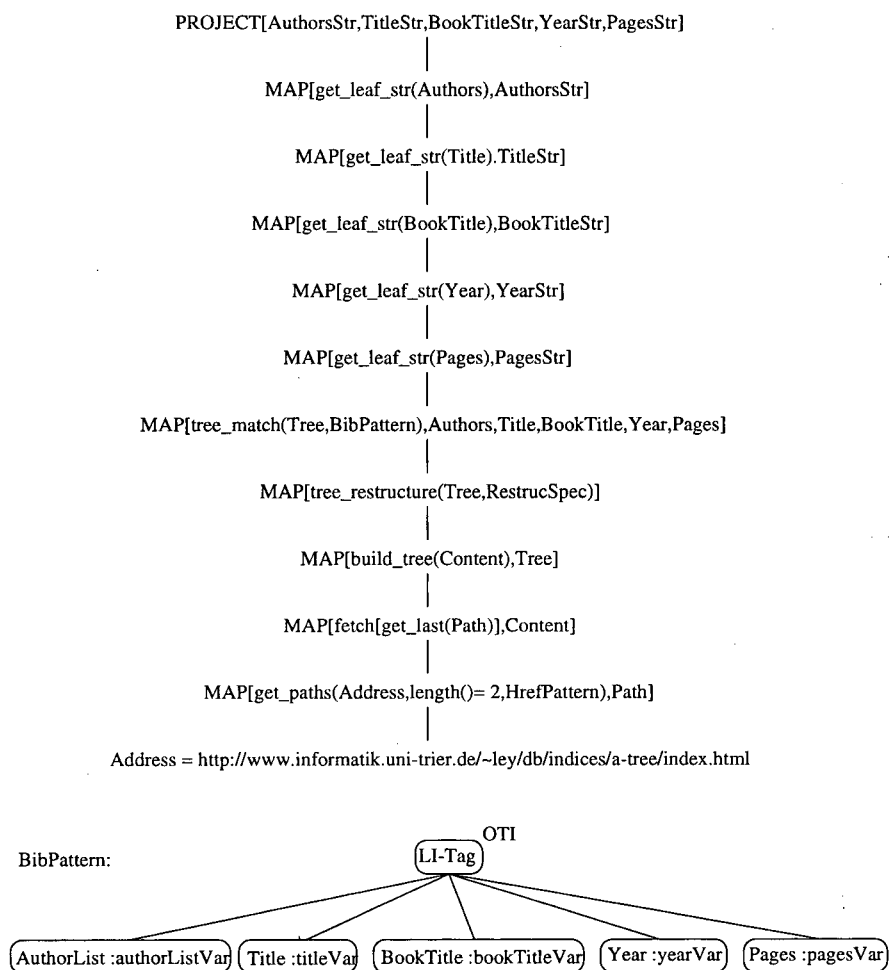 PROJECT[AuthorsStr,TitleStr,BookTitleStr,YearStr,PagesStr]
MAP[get_leaf_str(Authors),AuthorsStr]
MAP[get_leaf_str(Title).TitleStr]
MAP[get_leaf_str(BookTitle),BookTitleStr]
MAP[get_leaf_str(Year),YearStr]
MAP[get_leaf_str(Pages),PagesStr]
MAP[tree_match(Tree,BibPattern),Authors,Title,BookTitle,Year,Pages]
MAP[tree_restructure(Tree,RestrucSpec)]
MAP[build_tree(Content),Tree]
MAP[fetch[get_last(Path)],Content]
MAP[get_paths(Address,length()= 2,HrefPattern),Path]
Address = http://www.informatik.uni-trier.de/~ley/db/indices/a-tree/index.html
OTI
BibPattern: LI-Tag
AuthorList :authorListVar Title :titleVar BookTitle :bookTitleVar Year :yearVar Pages :pagesVar